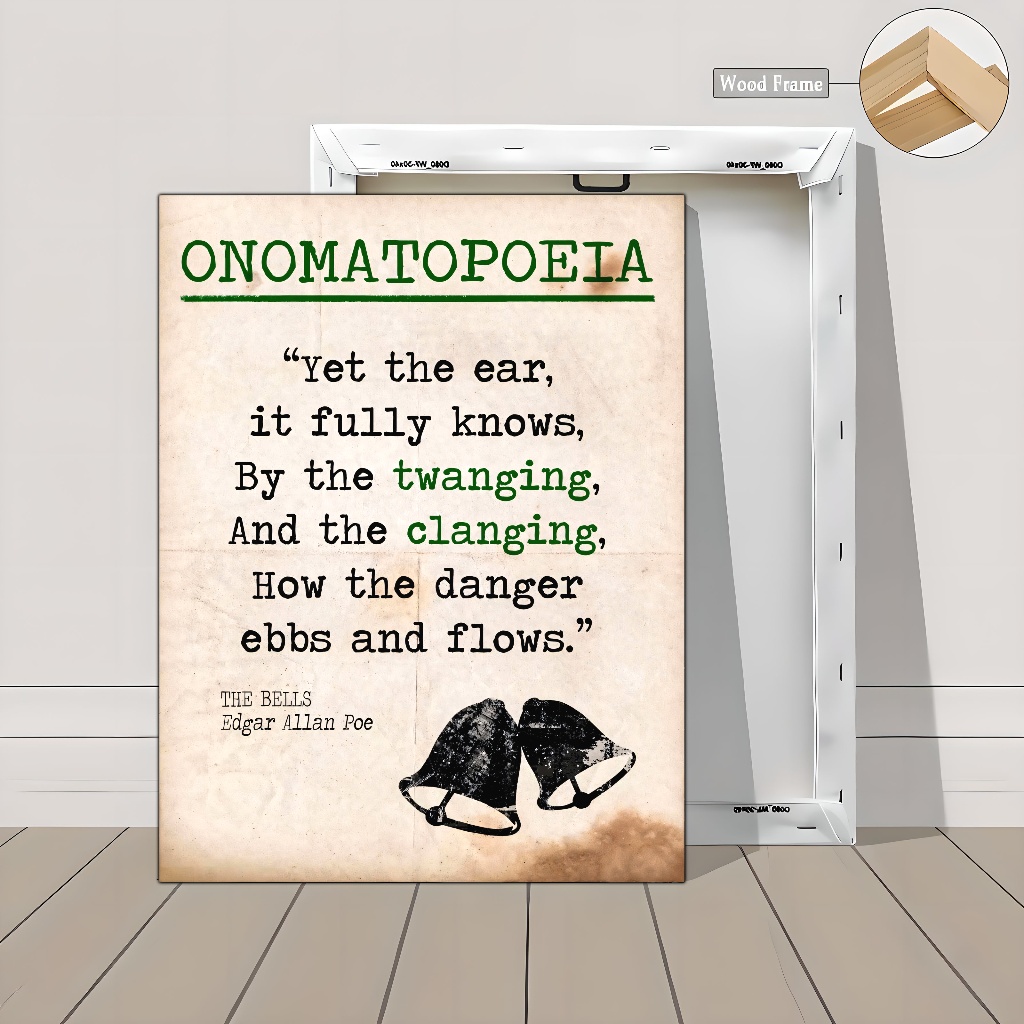 Wood Frame
ONOMATOPOEIA
“Yet the ear,
it fully knows,
By the twanging,
And the clanging,
How the danger
ebbs and flows.”
THE BELLS
Edgar Allan Poe